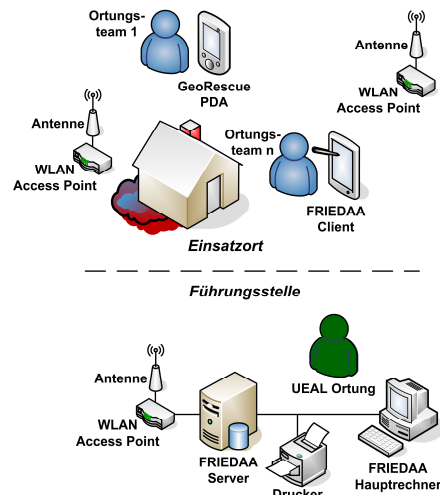 Ortungs-
team 1
GeoRescue
PDA
Antenne
WLAN
Access Point
Antenne
WLAN
Access Point
Ortungs-
team n
FRIEDAA
Client
Einsatzort
Führungsstelle
UEAL Ortung
Antenne
WLAN
Access Point
FRIEDAA
Server
Drucker
FRIEDAA
Hauptrechner